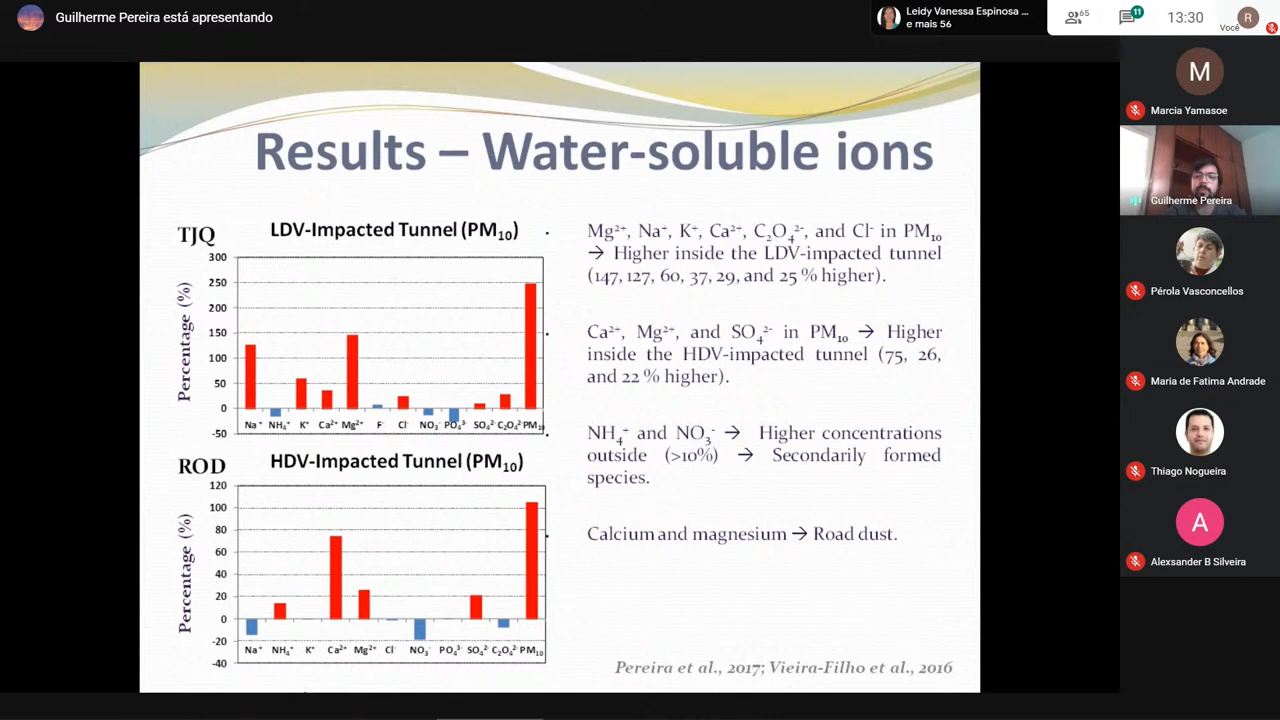 Guilherme Pereira está apresentando
Leidy Vanessa Espinosa ...
e mais 56
65
11
13:30
R
Você
Results – Water-soluble ions
TJQ
LDV-Impacted Tunnel (PM₁₀)
Percentage (%)
300
250
200
150
100
50
0
-50
Na⁺ NH₄⁺ K⁺ Ca²⁺ Mg²⁺ F⁻ Cl⁻ NO₃⁻ PO₄³⁻ SO₄²⁻ C₂O₄²⁻ PM₁₀
ROD
HDV-Impacted Tunnel (PM₁₀)
Percentage (%)
120
100
80
60
40
20
0
-20
-40
Na⁺ NH₄⁺ K⁺ Ca²⁺ Mg²⁺ Cl⁻ NO₃⁻ PO₄³⁻ SO₄²⁻ C₂O₄²⁻ PM₁₀
• Mg²⁺, Na⁺, K⁺, Ca²⁺, C₂O₄²⁻, and Cl⁻ in PM₁₀
→ Higher inside the LDV-impacted tunnel
(147, 127, 60, 37, 29, and 25 % higher).
• Ca²⁺, Mg²⁺, and SO₄²⁻ in PM₁₀ → Higher
inside the HDV-impacted tunnel (75, 26,
and 22 % higher).
• NH₄⁺ and NO₃⁻ → Higher concentrations
outside (>10%) → Secondarily formed
species.
• Calcium and magnesium → Road dust.
Pereira et al., 2017; Vieira-Filho et al., 2016
M
Marcia Yamasoe
Guilherme Pereira
Pérola Vasconcellos
Maria de Fatima Andrade
Thiago Nogueira
A
Alexsander B Silveira